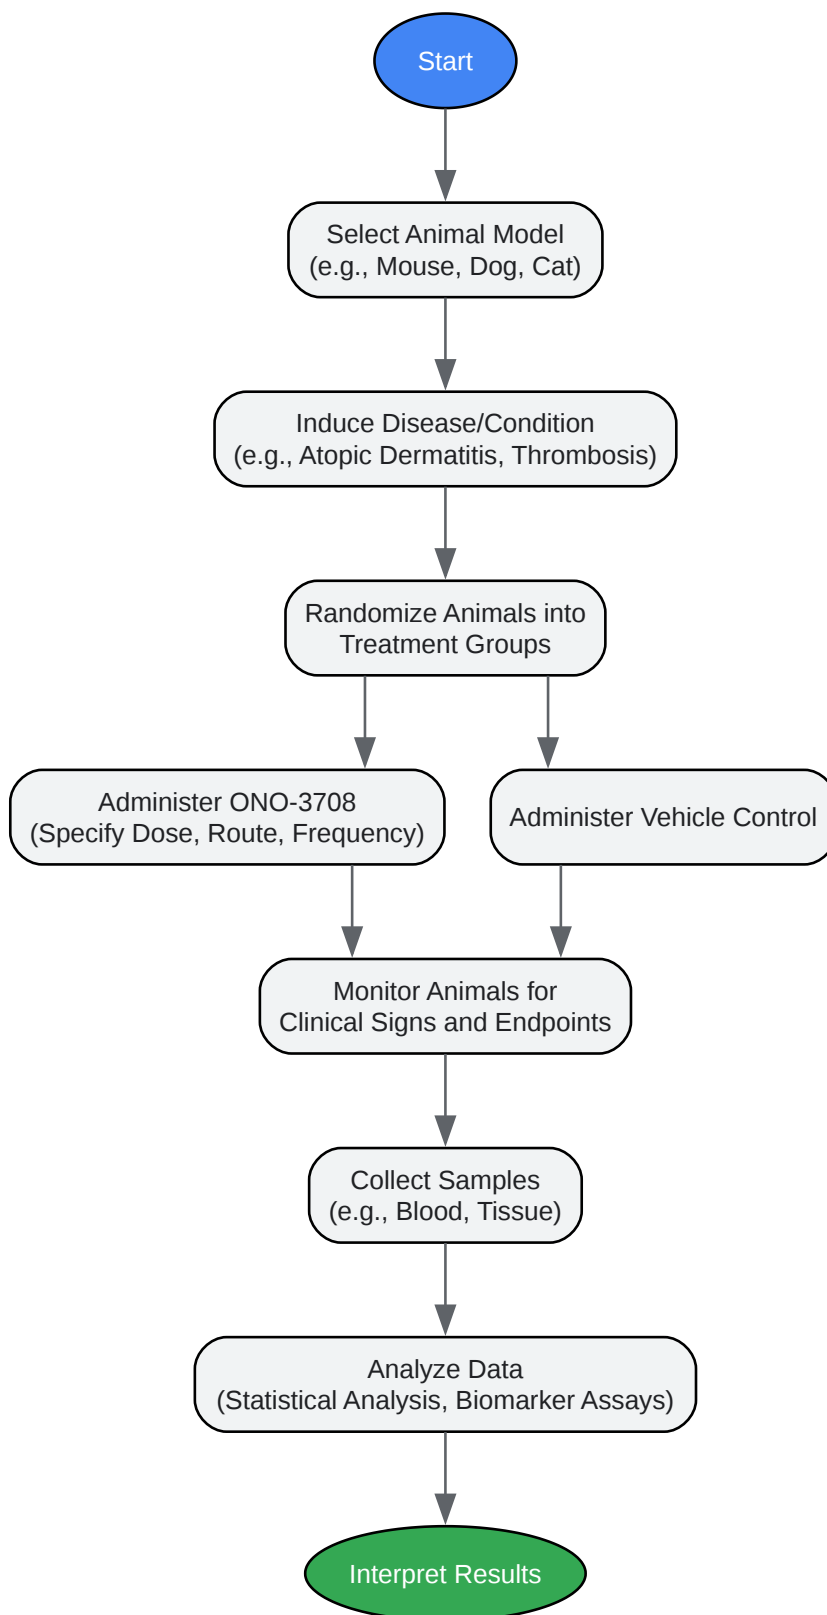 Start
Select Animal Model
(e.g., Mouse, Dog, Cat)
Induce Disease/Condition
(e.g., Atopic Dermatitis, Thrombosis)
Randomize Animals into
Treatment Groups
Administer ONO-3708
(Specify Dose, Route, Frequency)
Administer Vehicle Control
Monitor Animals for
Clinical Signs and Endpoints
Collect Samples
(e.g., Blood, Tissue)
Analyze Data
(Statistical Analysis, Biomarker Assays)
Interpret Results